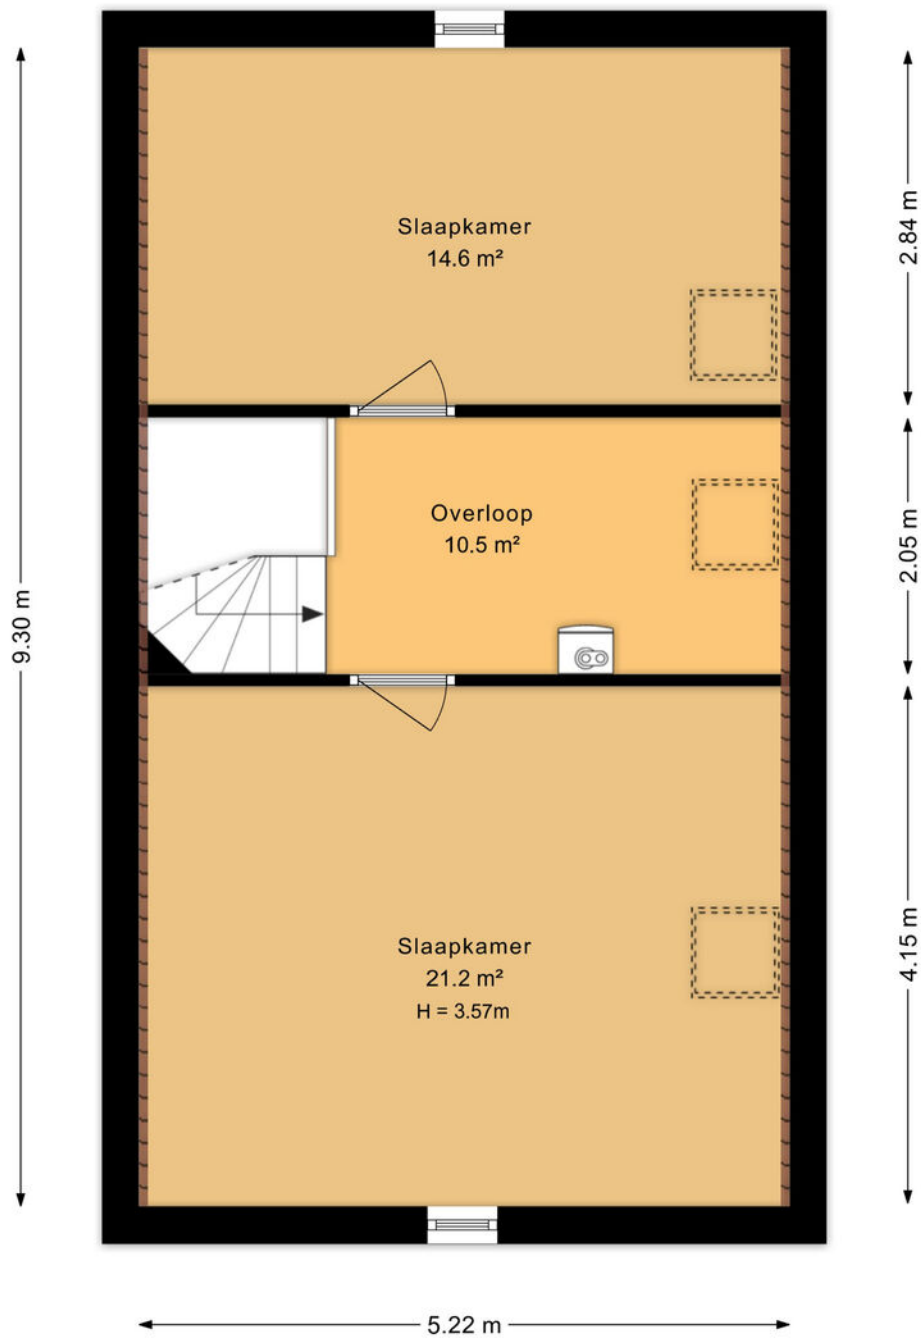 Slaapkamer
14.6 m²
2.84 m
Overloop
10.5 m²
2.05 m
9.30 m
Slaapkamer
21.2 m²
H = 3.57m
4.15 m
5.22 m